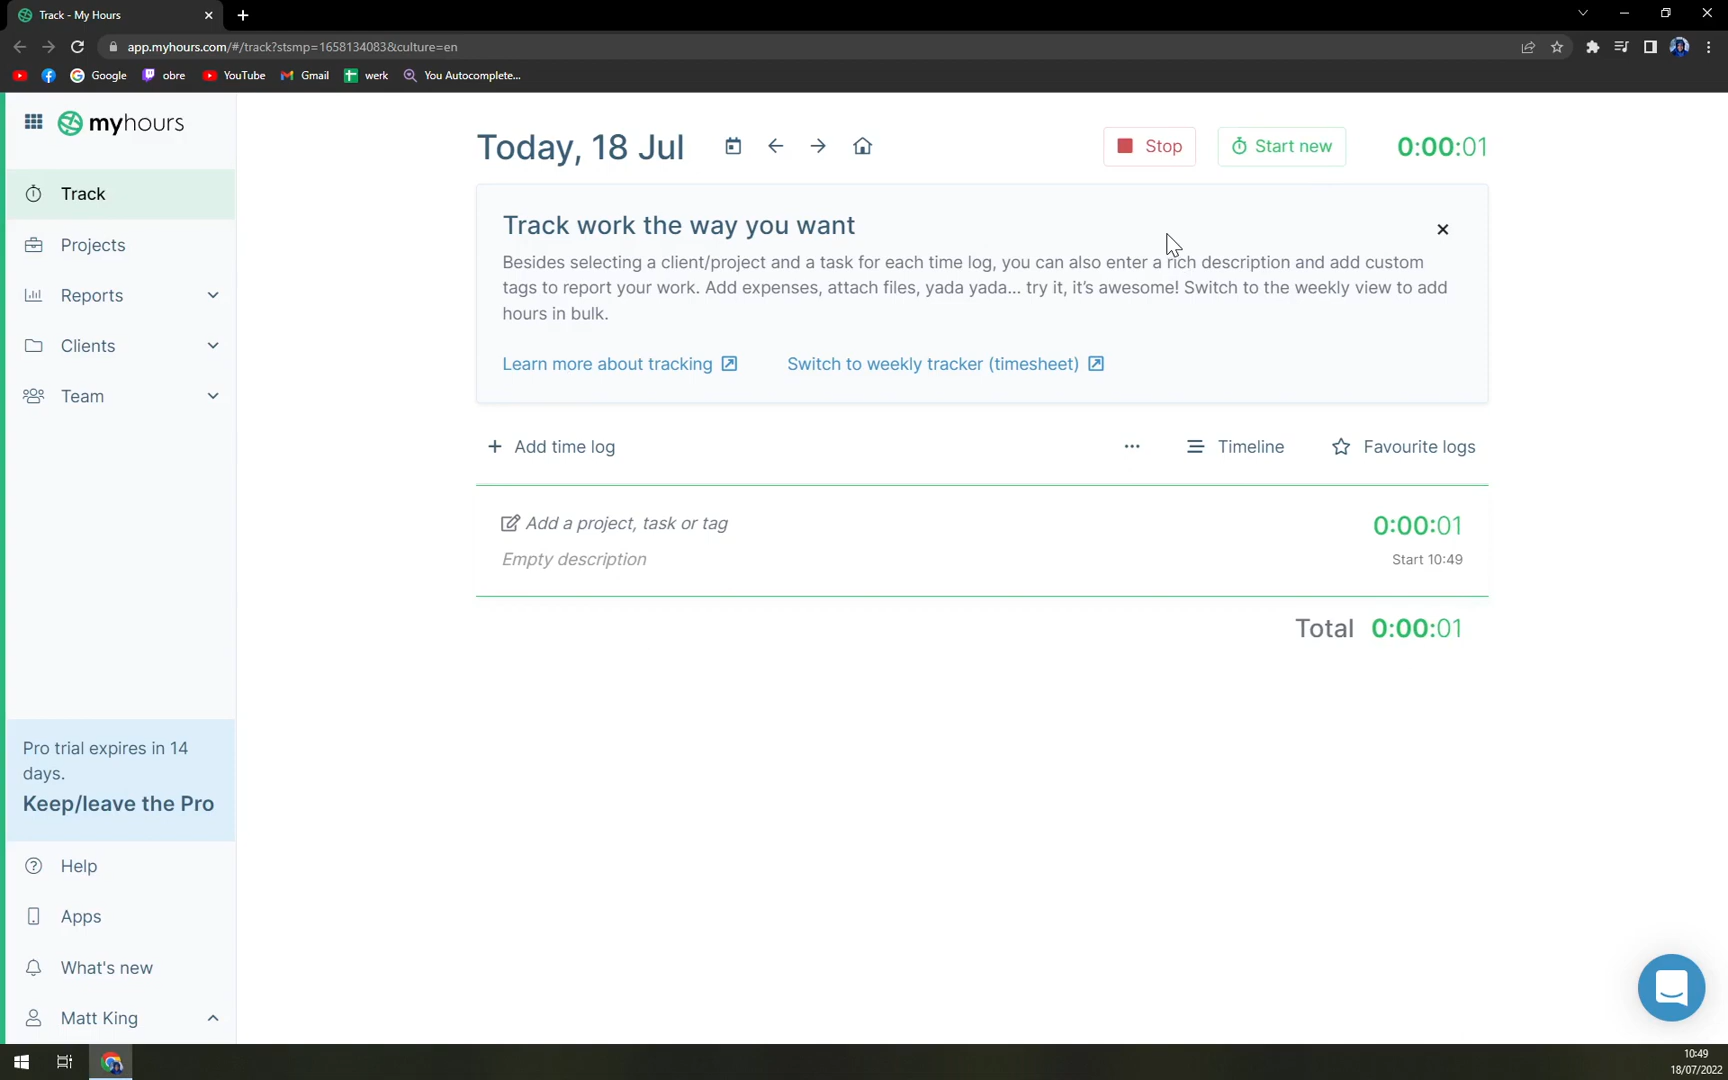 Track - My Hours
app.myhours.com/#/track?stsmp=1658134083&culture=en
Google
obre
YouTube
Gmail
werk
You Autocomplete...
myhours
Track
Projects
Reports
Clients
Team
Pro trial expires in 14
days.
Keep/leave the Pro
Help
Apps
What's new
Matt King
Today, 18 Jul
Stop
Start new
0:00:01
Track work the way you want
Besides selecting a client/project and a task for each time log, you can also enter a rich description and add custom
tags to report your work. Add expenses, attach files, yada yada... try it, it's awesome! Switch to the weekly view to add
hours in bulk.
Learn more about tracking
Switch to weekly tracker (timesheet)
Add time log
Timeline
Favourite logs
Add a project, task or tag
0:00:01
Empty description
Start 10:49
Total 0:00:01
10:49
18/07/2022